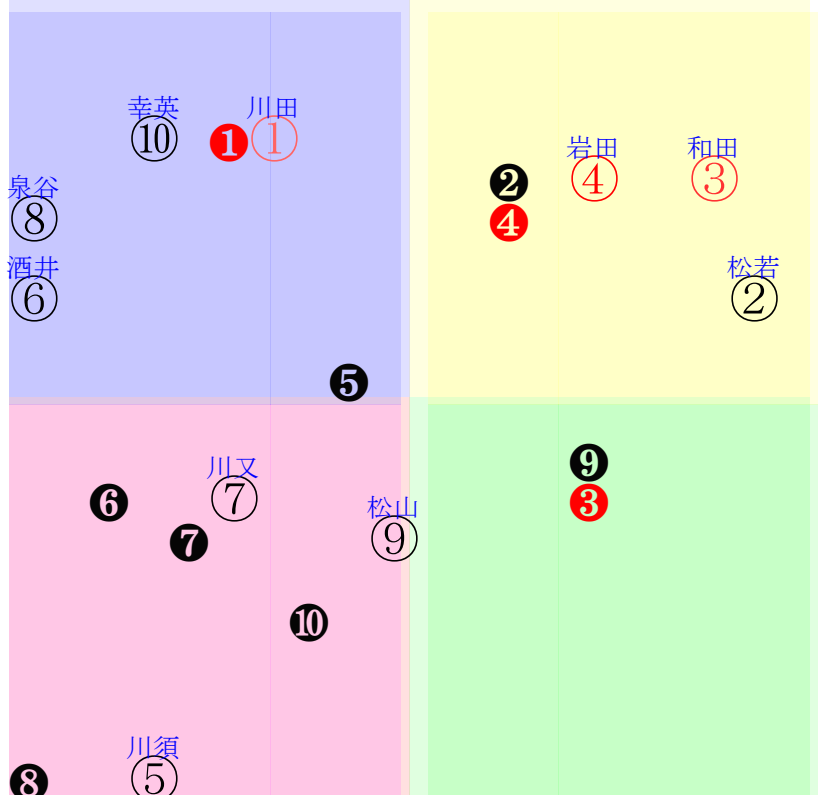 幸英 川田
⑩ ❶ ①
岩田 和田
❷ ④ ③
泉谷
⑧ ❹
酒井 松若
⑥ ②
❺
川又 ❾
❻ ⑦ ❸
松山
❼ ⑨
❿
川須
❽ ⑤